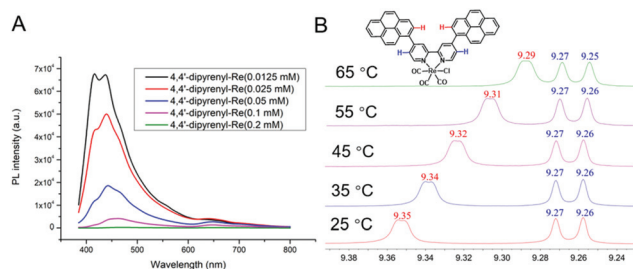 A
PL intensity (a.u.)
7x10⁴
6x10⁴
5x10⁴
4x10⁴
3x10⁴
2x10⁴
1x10⁴
0
4,4'-dipyrenyl-Re(0.0125 mM)
4,4'-dipyrenyl-Re(0.025 mM)
4,4'-dipyrenyl-Re(0.05 mM)
4,4'-dipyrenyl-Re(0.1 mM)
4,4'-dipyrenyl-Re(0.2 mM)
400 500 600 700 800
Wavelength (nm)
B
H H
H H
N N
OC Re Cl
OC CO
65 °C 9.29 9.27 9.25
55 °C 9.31 9.27 9.26
45 °C 9.32 9.27 9.26
35 °C 9.34 9.27 9.26
25 °C 9.35 9.27 9.26
9.38 9.36 9.34 9.32 9.30 9.28 9.26 9.24